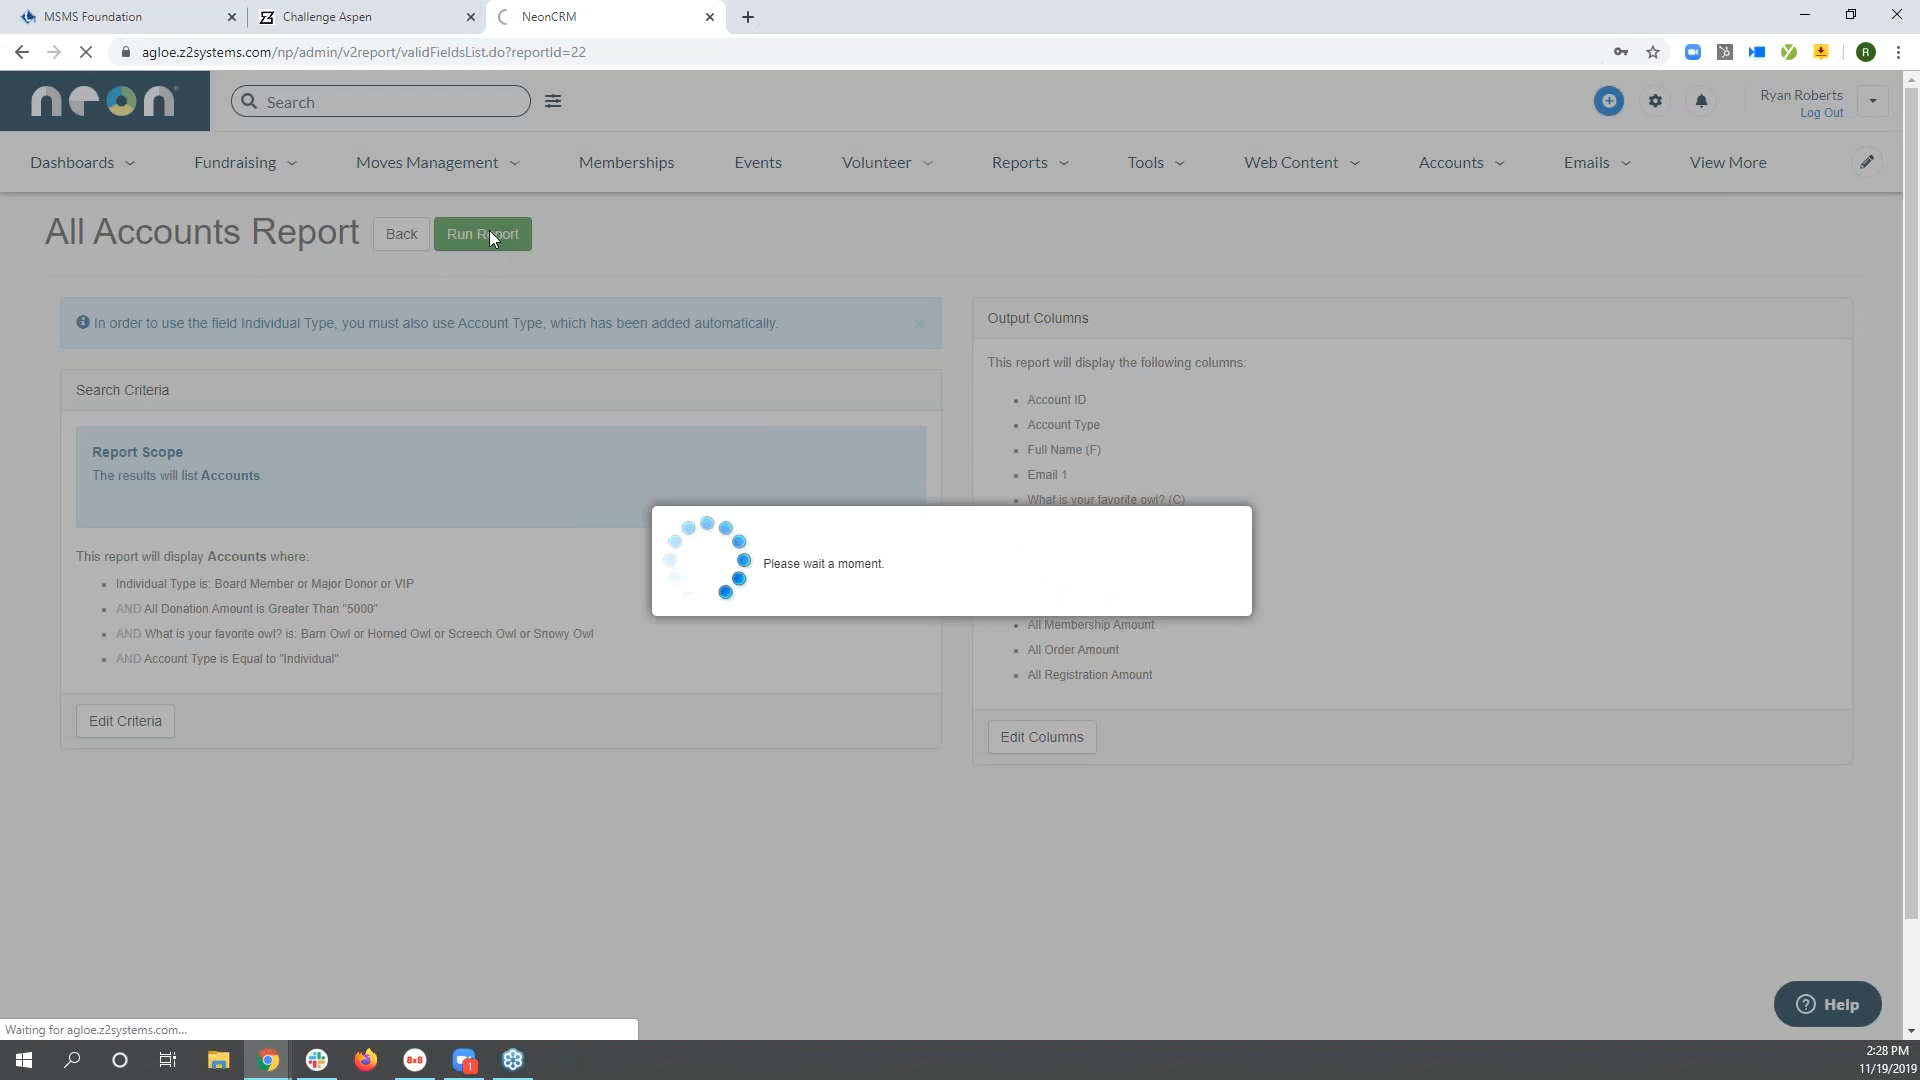 MSMS Foundation
Challenge Aspen
NeonCRM
agloe.z2systems.com/np/admin/v2report/validFieldsList.do?reportId=22
R
neon
Search
Ryan Roberts
Log Out
Dashboards
Fundraising
Moves Management
Memberships
Events
Volunteer
Reports
Tools
Web Content
Accounts
Emails
View More
All Accounts Report
Back
Run Report
In order to use the field Individual Type, you must also use Account Type, which has been added automatically.
Search Criteria
Report Scope
The results will list Accounts.
This report will display Accounts where:
Individual Type is: Board Member or Major Donor or VIP
AND All Donation Amount is Greater Than "5000"
AND What is your favorite owl? is: Barn Owl or Horned Owl or Screech Owl or Snowy Owl
AND Account Type is Equal to "Individual"
Edit Criteria
Output Columns
This report will display the following columns:
Account ID
Account Type
Full Name (F)
Email 1
What is your favorite owl? (C)
Please wait a moment.
All Membership Amount
All Order Amount
All Registration Amount
Edit Columns
Help
Waiting for agloe.z2systems.com...
8x8
1
2:28 PM
11/19/2019